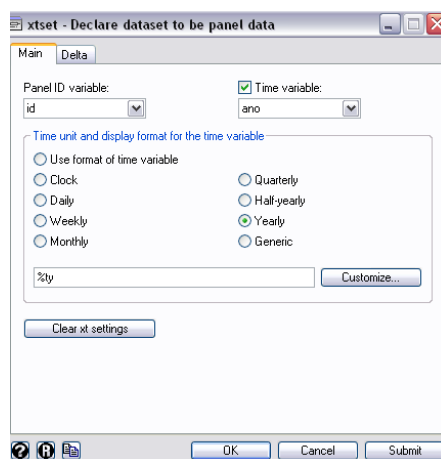 xtset - Declare dataset to be panel data
Main Delta
Panel ID variable: Time variable:
id ano
Time unit and display format for the time variable
Use format of time variable
Clock Quarterly
Daily Half-yearly
Weekly Yearly
Monthly Generic
%ty Customize...
Clear xt settings
? R OK Cancel Submit